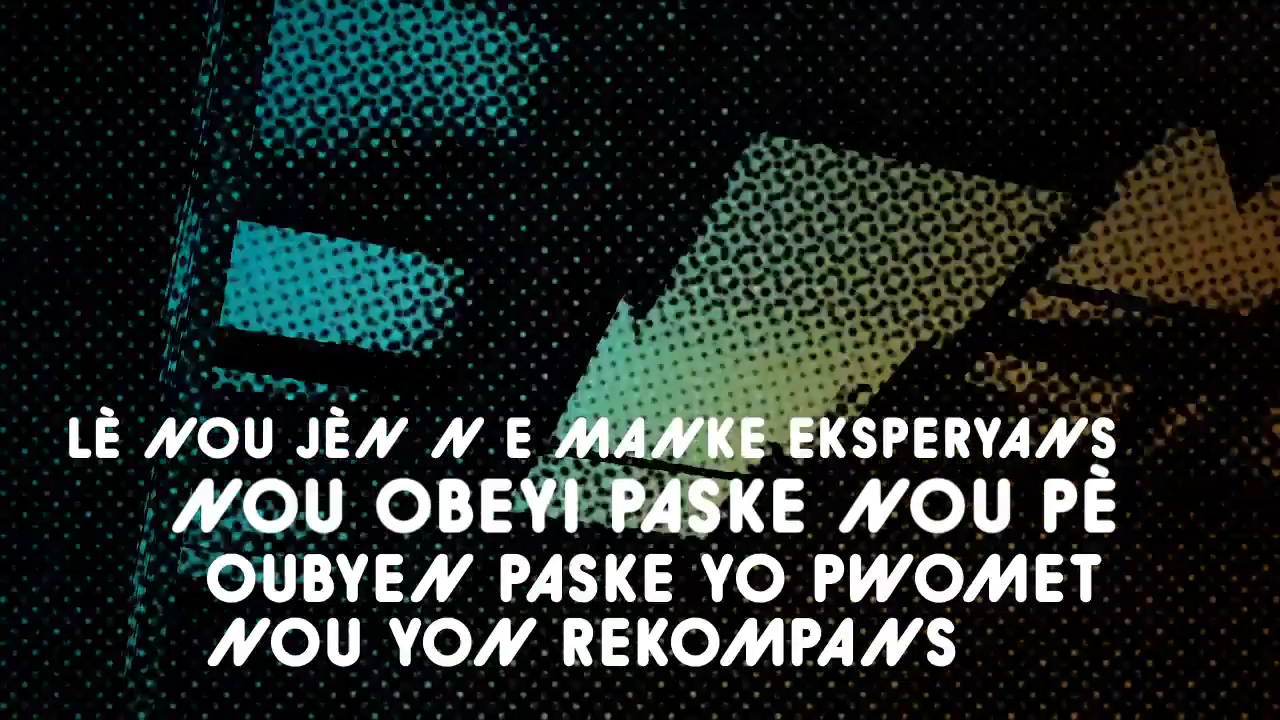 LÈ NOU JÈN N E MANKE EKSPERYANS
NOU OBEYI PASKE NOU PÈ
OUBYEN PASKE YO PWOMET
NOU YON REKOMPANS